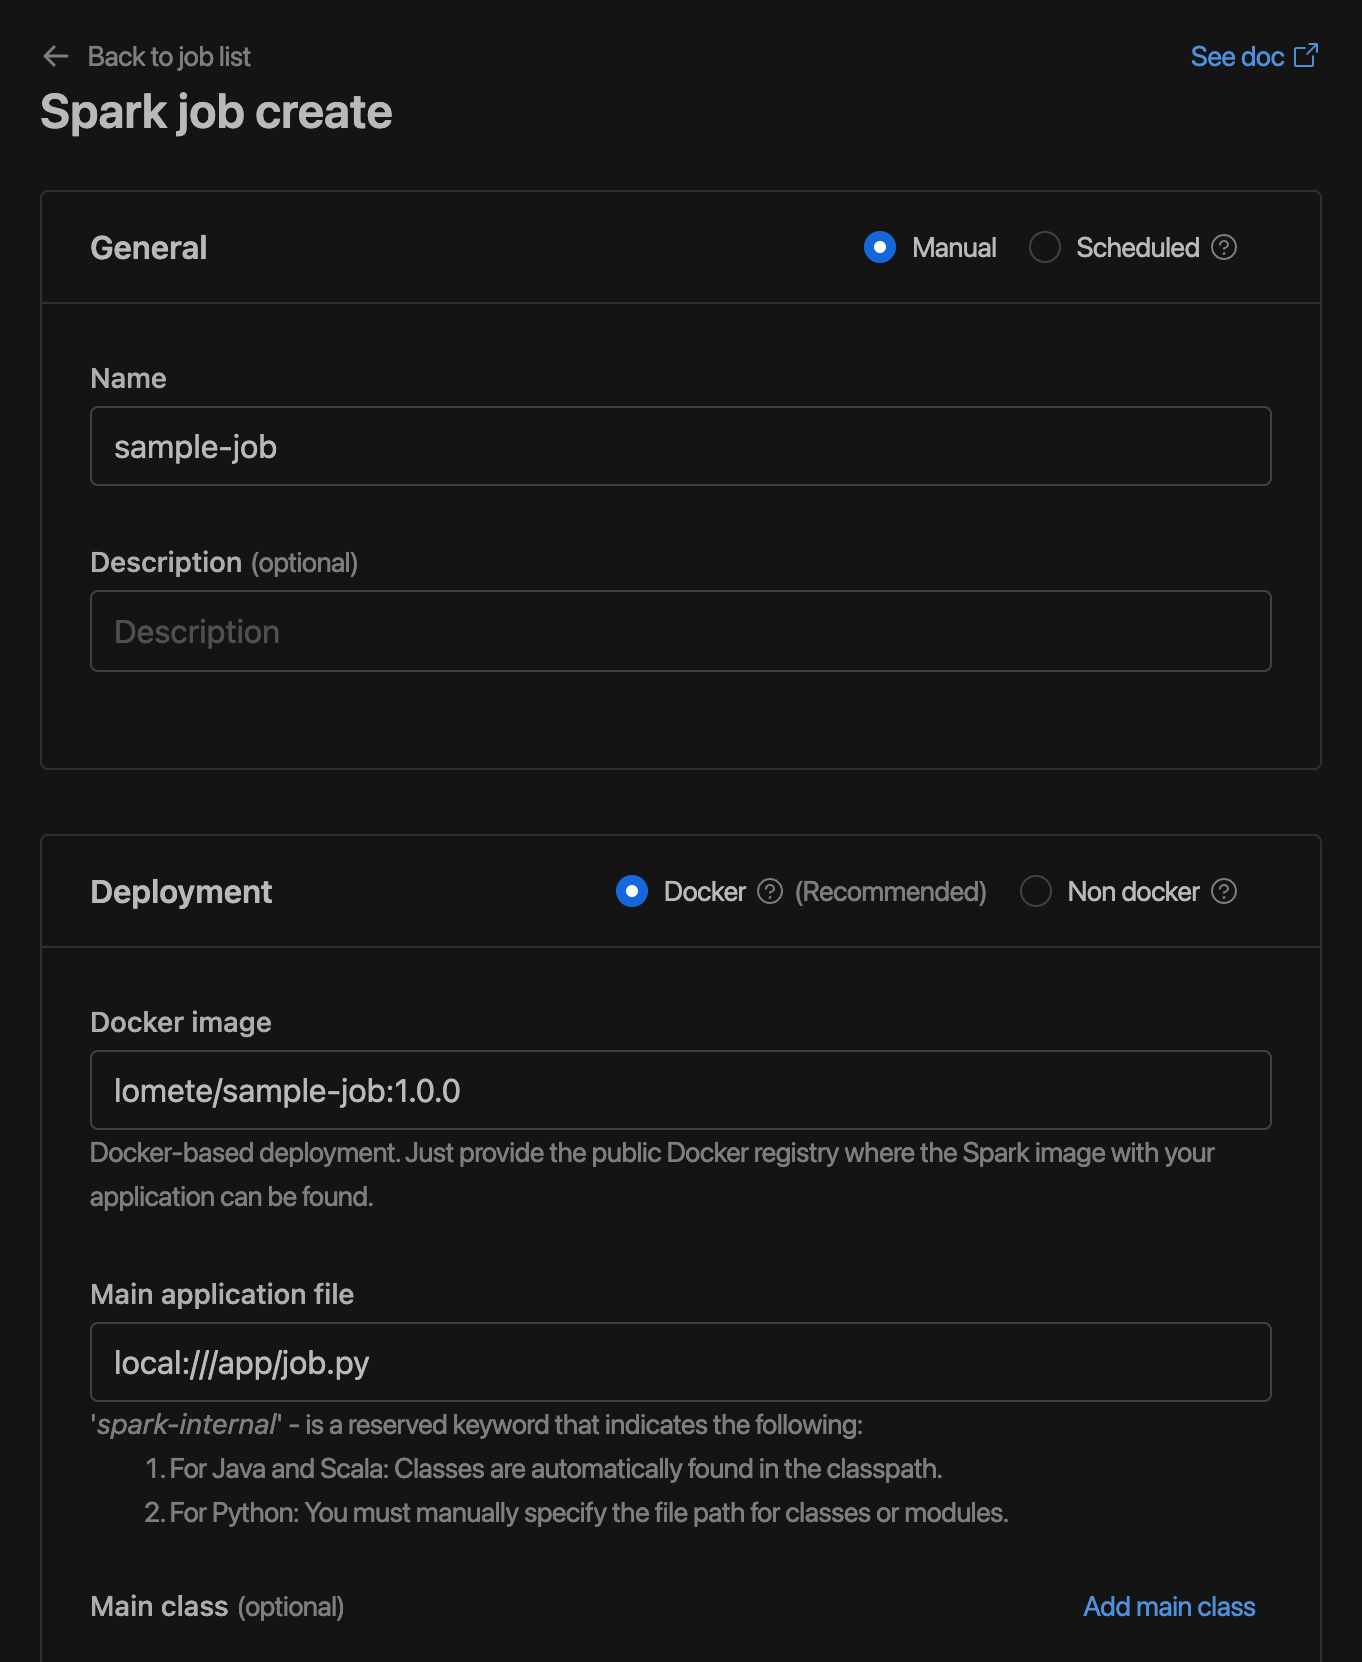 Back to job list
See doc
Spark job create
General
Manual
Scheduled
Name
sample-job
Description (optional)
Description
Deployment
Docker
(Recommended)
Non docker
Docker image
lomete/sample-job:1.0.0
Docker-based deployment. Just provide the public Docker registry where the Spark image with your
application can be found.
Main application file
local:///app/job.py
'spark-internal' - is a reserved keyword that indicates the following:
1. For Java and Scala: Classes are automatically found in the classpath.
2. For Python: You must manually specify the file path for classes or modules.
Main class (optional)
Add main class